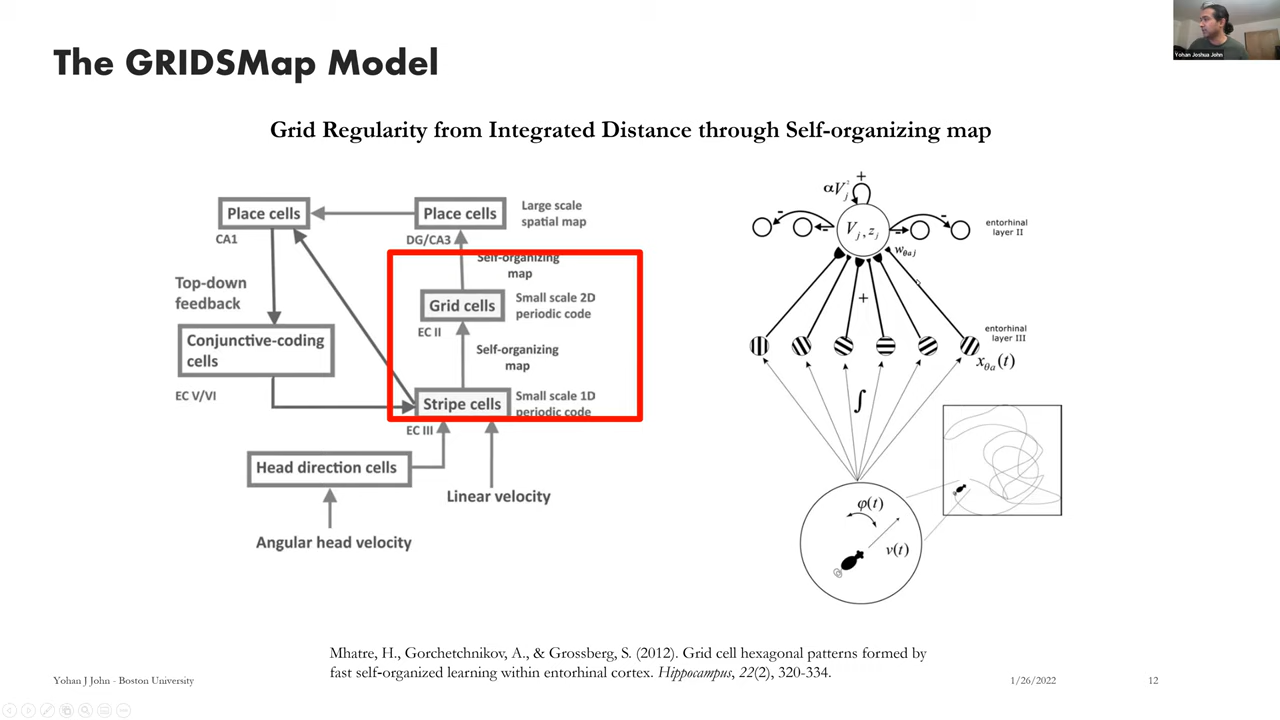 Yohan Joshua John
The GRIDSMap Model
Grid Regularity from Integrated Distance through Self-organizing map
Place cells
CA1
Place cells
DG/CA3
Large scale
spatial map
Self-organizing
map
Top-down
feedback
Grid cells
EC II
Small scale 2D
periodic code
Conjunctive-coding
cells
EC V/VI
Self-organizing
map
Stripe cells
EC III
Small scale 1D
periodic code
Head direction cells
Linear velocity
Angular head velocity
+
αVj²
Vj, zj
- - - -
entorhinal
layer II
wθaj
+
entorhinal
layer III
xθa(t)
∫
φ(t)
v(t)
Mhatre, H., Gorchetchnikov, A., & Grossberg, S. (2012). Grid cell hexagonal patterns formed by
fast self-organized learning within entorhinal cortex. Hippocampus, 22(2), 320-334.
Yohan J John - Boston University
1/26/2022
12